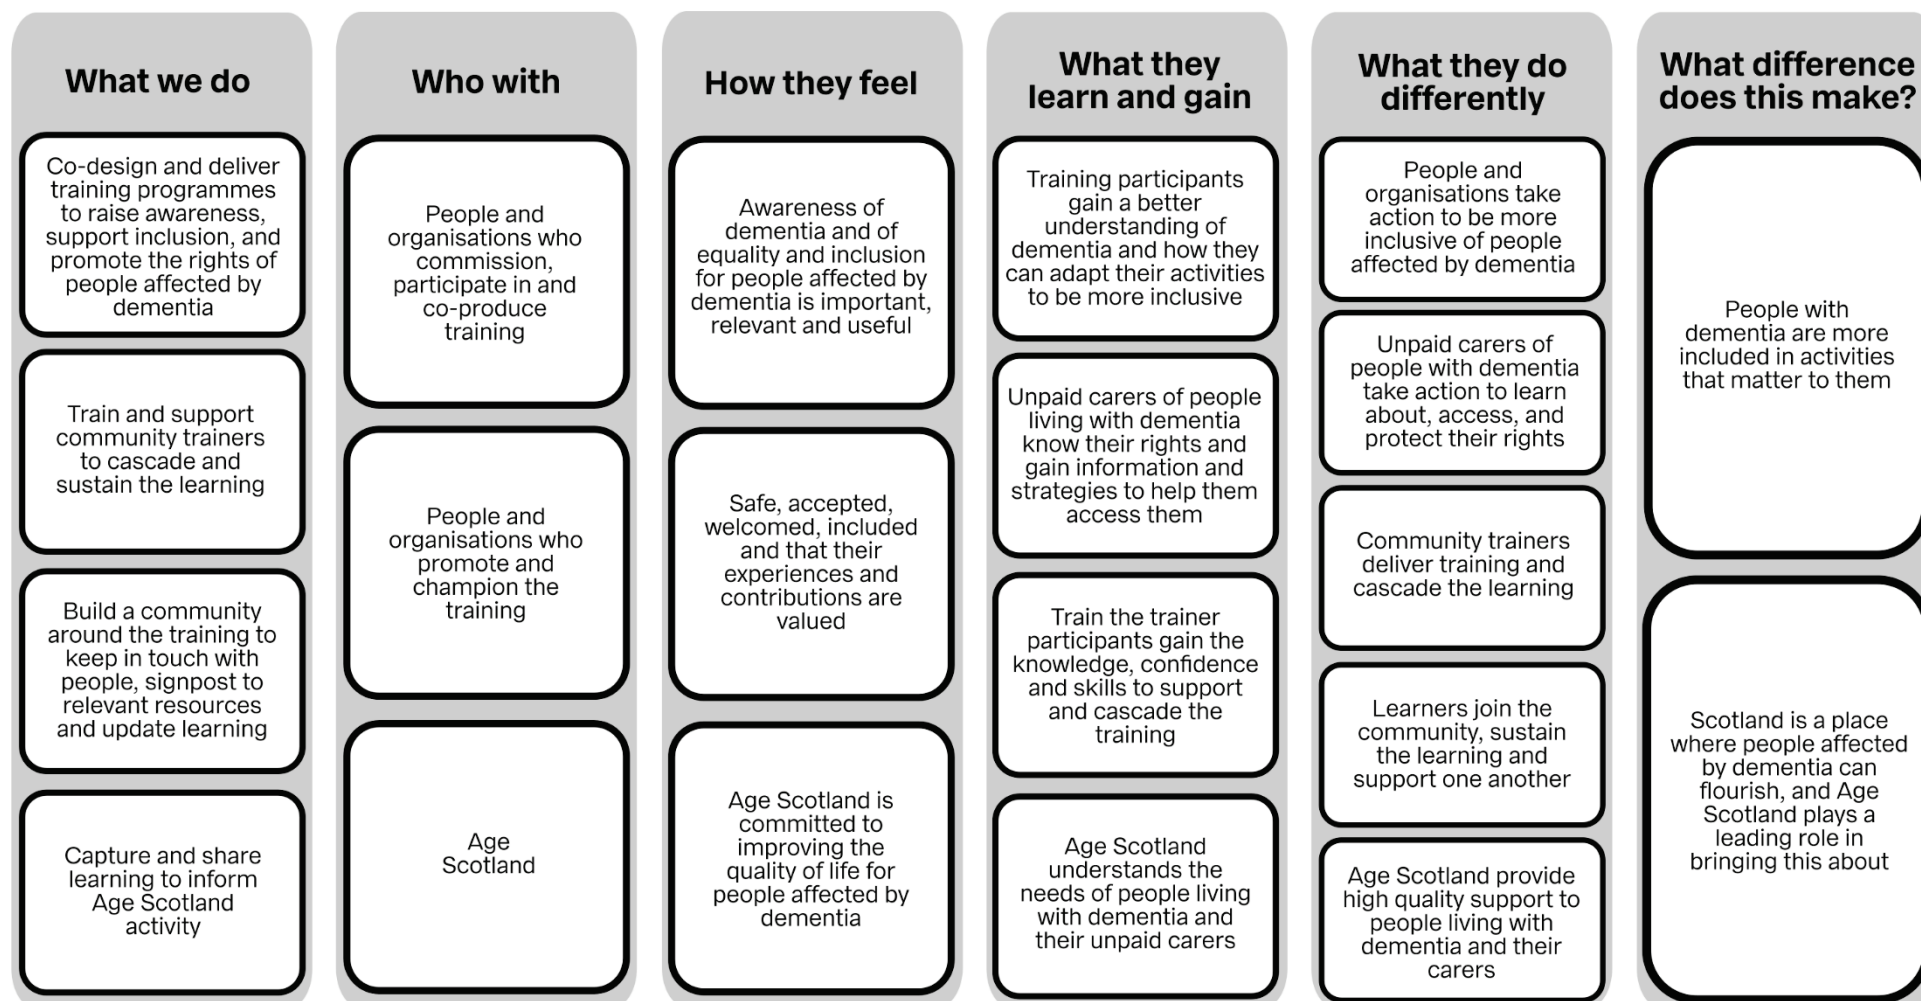 What we do
Co-design and deliver
training programmes
to raise awareness,
support inclusion, and
promote the rights of
people affected by
dementia
Train and support
community trainers
to cascade and
sustain the learning
Build a community
around the training to
keep in touch with
people, signpost to
relevant resources
and update learning
Capture and share
learning to inform
Age Scotland
activity
Who with
People and
organisations who
commission,
participate in and
co-produce
training
People and
organisations who
promote and
champion the
training
Age
Scotland
How they feel
Awareness of
dementia and of
equality and inclusion
for people affected by
dementia is important,
relevant and useful
Safe, accepted,
welcomed, included
and that their
experiences and
contributions are
valued
Age Scotland is
committed to
improving the
quality of life for
people affected by
dementia
What they
learn and gain
Training participants
gain a better
understanding of
dementia and how they
can adapt their activities
to be more inclusive
Unpaid carers of people
living with dementia
know their rights and
gain information and
strategies to help them
access them
Train the trainer
participants gain the
knowledge, confidence
and skills to support
and cascade the
training
Age Scotland
understands the
needs of people living
with dementia and
their unpaid carers
What they do
differently
People and
organisations take
action to be more
inclusive of people
affected by dementia
Unpaid carers of
people with dementia
take action to learn
about, access, and
protect their rights
Community trainers
deliver training and
cascade the learning
Learners join the
community, sustain
the learning and
support one another
Age Scotland provide
high quality support to
people living with
dementia and their
carers
What difference
does this make?
People with
dementia are more
included in activities
that matter to them
Scotland is a place
where people affected
by dementia can
flourish, and Age
Scotland plays a
leading role in
bringing this about